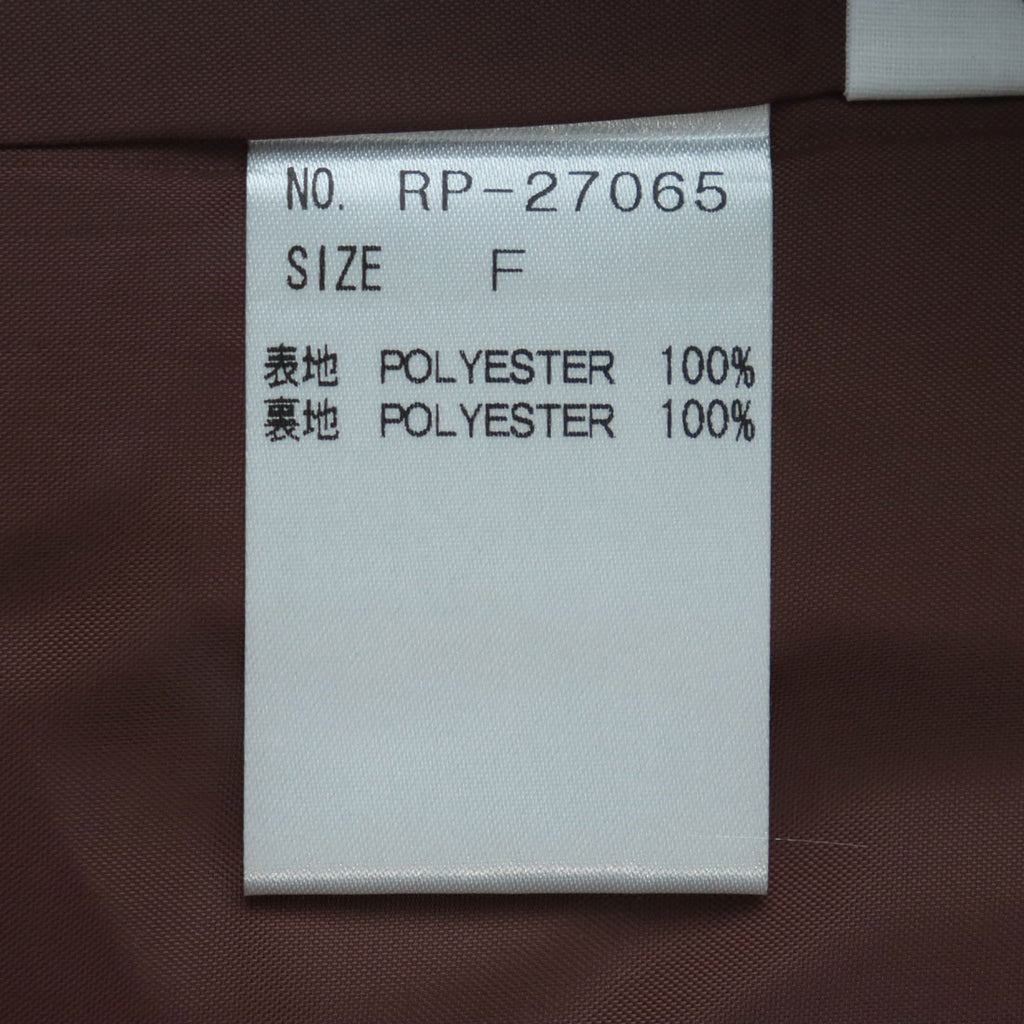 NO. RP-27065
SIZE F
表地 POLYESTER 100%
裏地 POLYESTER 100%